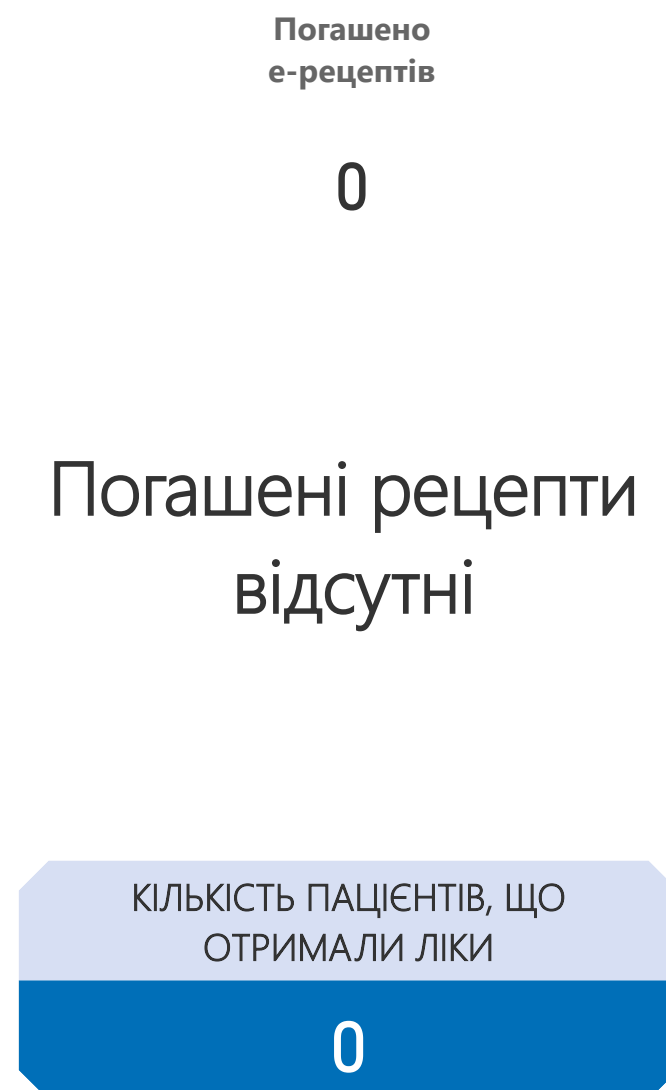 Погашено
е-рецептів
0
Погашені рецепти
відсутні
КІЛЬКІСТЬ ПАЦІЄНТІВ, ЩО
ОТРИМАЛИ ЛІКИ
0